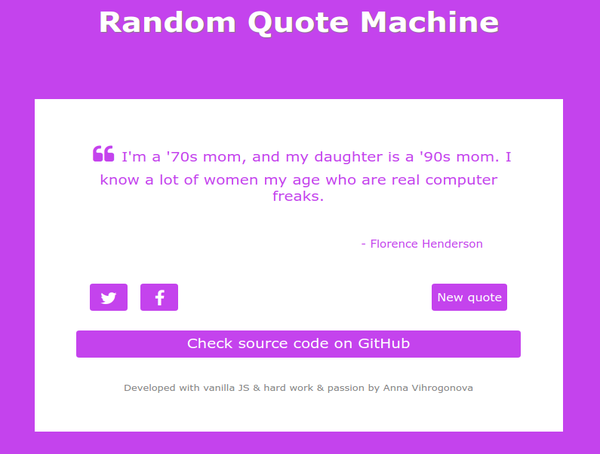 Random Quote Machine
I'm a '70s mom, and my daughter is a '90s mom. I
know a lot of women my age who are real computer
freaks.
- Florence Henderson
New quote
Check source code on GitHub
Developed with vanilla JS & hard work & passion by Anna Vihrogonova